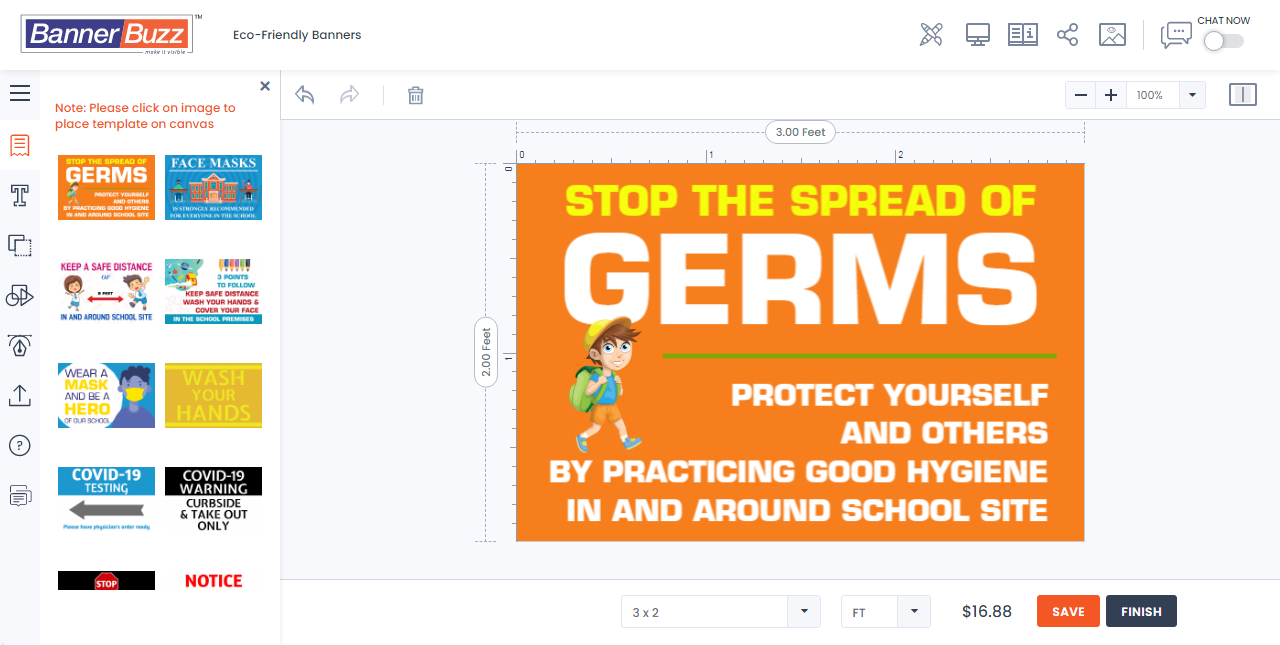 BannerBuzz
TM
make it visible
Eco-Friendly Banners
CHAT NOW
Note: Please click on image to
place template on canvas
100%
STOP THE SPREAD OF
GERMS
PROTECT YOURSELF
AND OTHERS
BY PRACTICING GOOD HYGIENE
IN AND AROUND SCHOOL SITE
FACE MASKS
IS STRONGLY RECOMMENDED
FOR EVERYONE IN THE SCHOOL
KEEP A SAFE DISTANCE
6 FEET
IN AND AROUND SCHOOL SITE
3 POINTS
TO FOLLOW
KEEP SAFE DISTANCE
WASH YOUR HANDS &
COVER YOUR FACE
IN THE SCHOOL PREMISES
WEAR A
MASK
AND BE A
HERO
OF OUR SCHOOL
WASH
YOUR
HANDS
COVID-19
TESTING
Please have physician's order ready
COVID-19
WARNING
CURBSIDE
& TAKE OUT
ONLY
STOP
NOTICE
3.00 Feet
0 1 2
0
2.00 Feet
1
STOP THE SPREAD OF
GERMS
PROTECT YOURSELF
AND OTHERS
BY PRACTICING GOOD HYGIENE
IN AND AROUND SCHOOL SITE
3 x 2
FT
$16.88
SAVE
FINISH